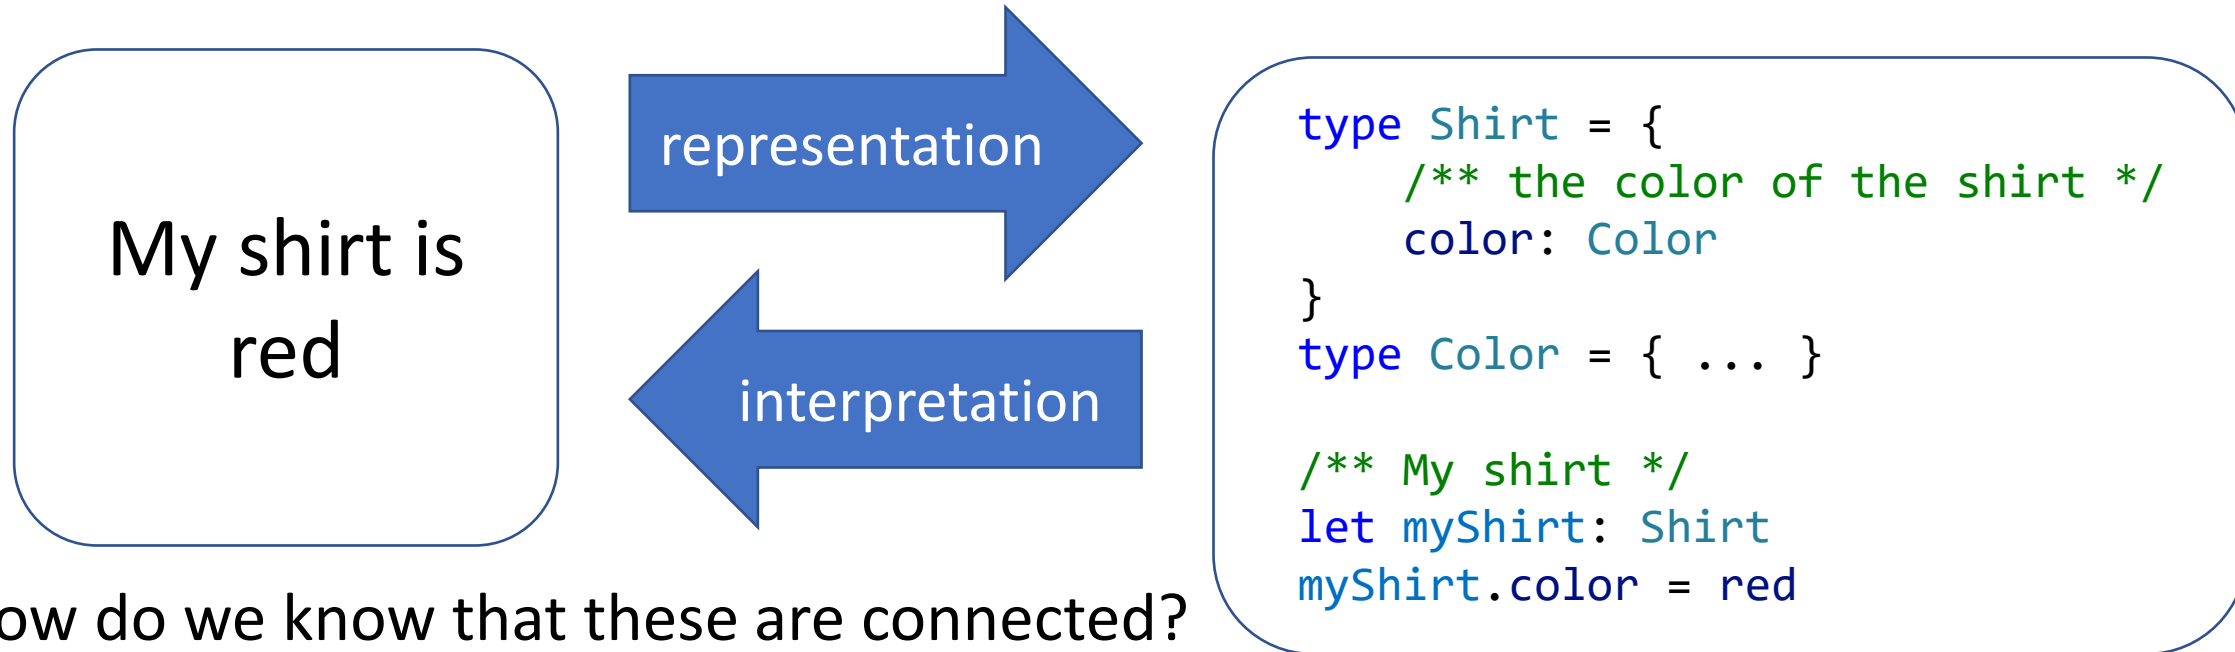 My shirt is
red
representation
interpretation
type Shirt = {
    /** the color of the shirt */
    color: Color
}
type Color = { ... }

/** My shirt */
let myShirt: Shirt
myShirt.color = red
ow do we know that these are connected?